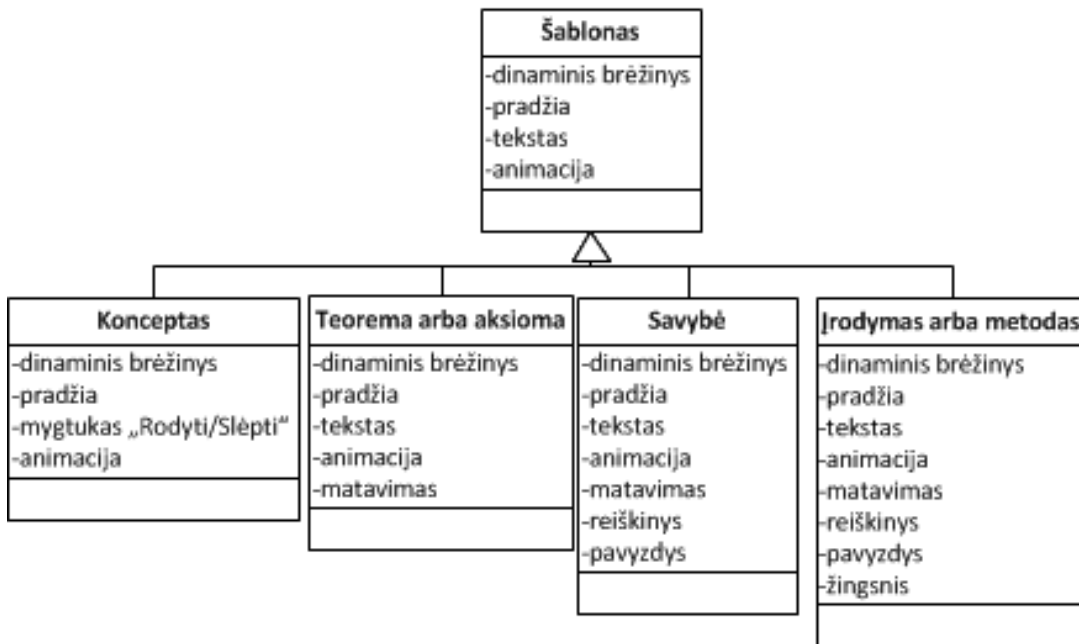 Šablonas
-dinaminis brėžinys
-pradžia
-tekstas
-animacija
Konceptas
-dinaminis brėžinys
-pradžia
-mygtukas „Rodyti/Slėpti“
-animacija
Teorema arba aksioma
-dinaminis brėžinys
-pradžia
-tekstas
-animacija
-matavimas
Savybė
-dinaminis brėžinys
-pradžia
-tekstas
-animacija
-matavimas
-reiškinys
-pavyzdys
Įrodymas arba metodas
-dinaminis brėžinys
-pradžia
-tekstas
-animacija
-matavimas
-reiškinys
-pavyzdys
-žingsnis